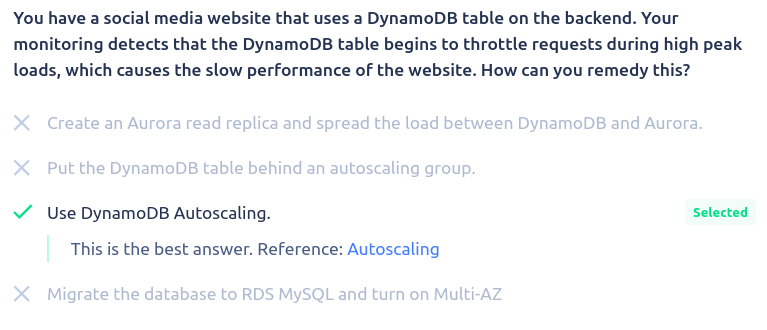 You have a social media website that uses a DynamoDB table on the backend. Your
monitoring detects that the DynamoDB table begins to throttle requests during high peak
loads, which causes the slow performance of the website. How can you remedy this?
Create an Aurora read replica and spread the load between DynamoDB and Aurora.
Put the DynamoDB table behind an autoscaling group.
Use DynamoDB Autoscaling. Selected
This is the best answer. Reference: Autoscaling
Migrate the database to RDS MySQL and turn on Multi-AZ